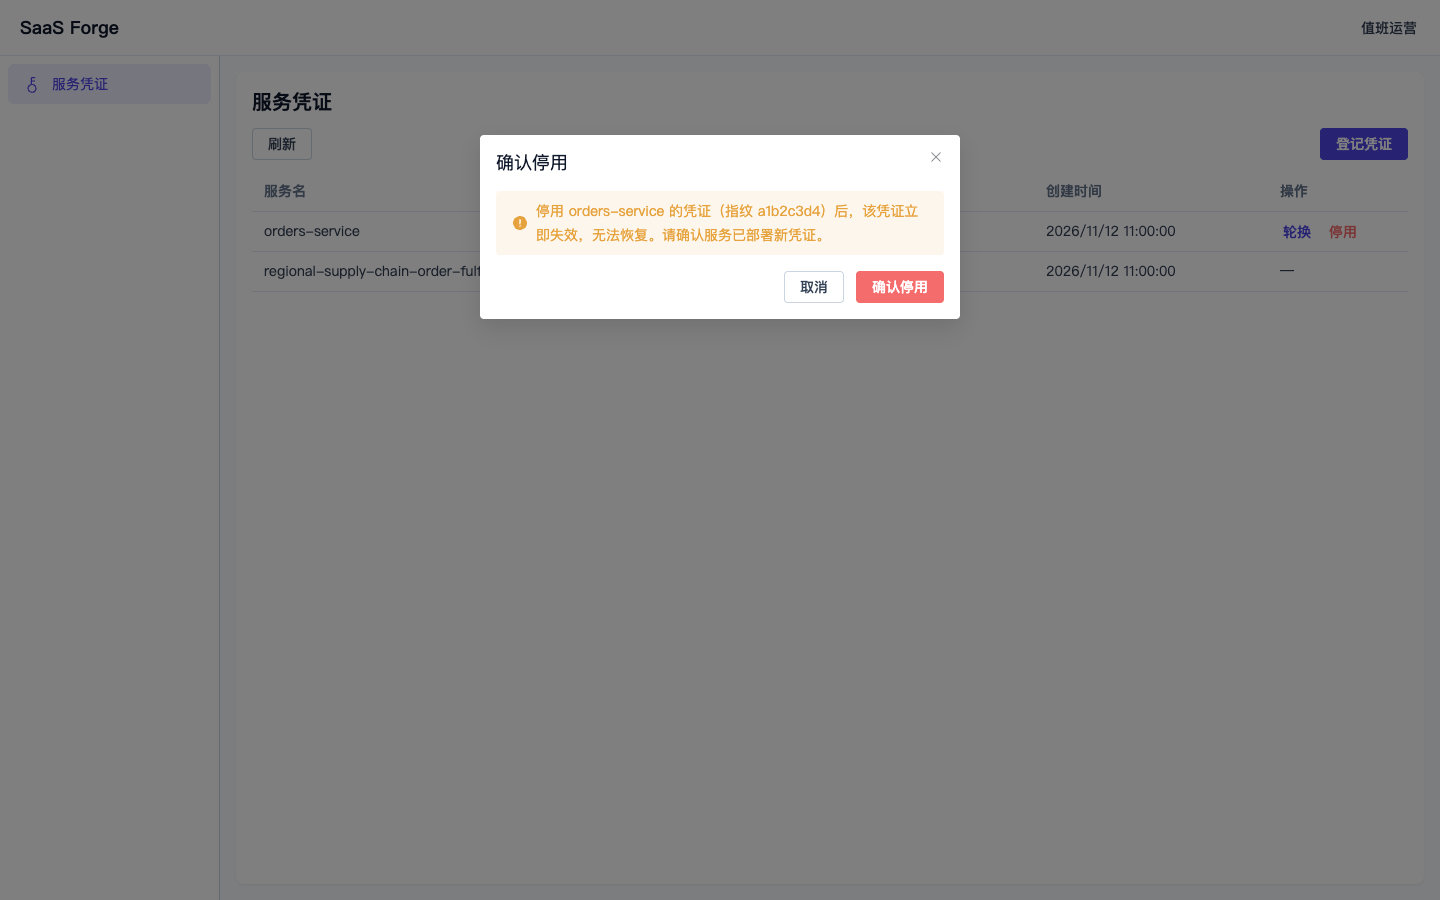 SaaS Forge
值班运营
服务凭证
服务凭证
刷新
登记凭证
服务名
创建时间
操作
orders-service
2026/11/12 11:00:00
轮换
停用
regional-supply-chain-order-fulf
2026/11/12 11:00:00
—
确认停用
停用 orders-service 的凭证（指纹 a1b2c3d4）后，该凭证立
即失效，无法恢复。请确认服务已部署新凭证。
取消
确认停用